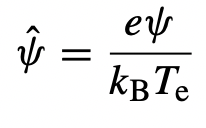 ψ̂ = eψ / k_B T_e